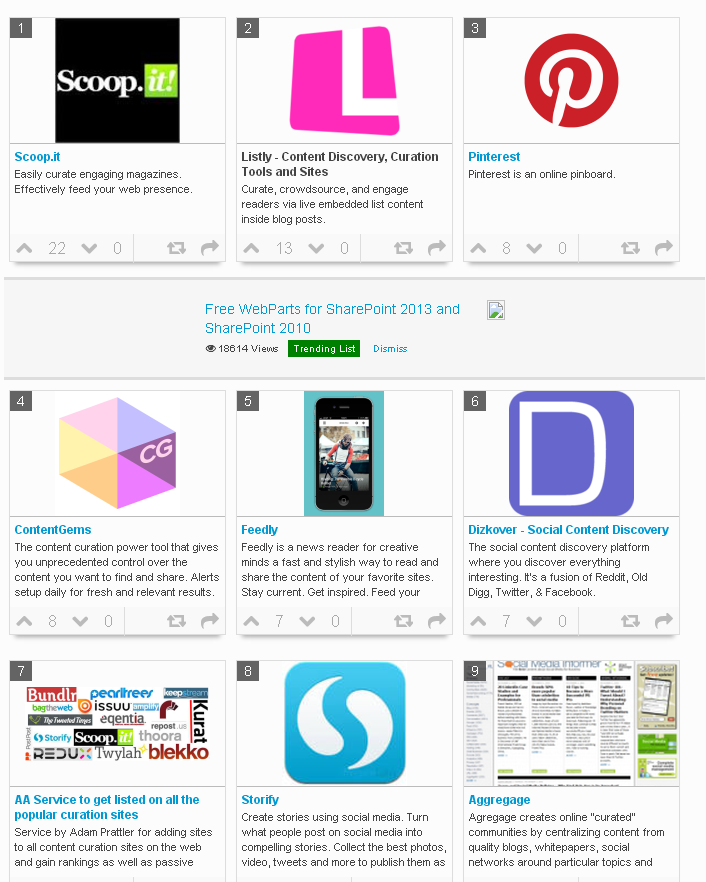 1
Scoop.it!
Scoop.it
Easily curate engaging magazines.
Effectively feed your web presence.
22 0
2
Listly - Content Discovery, Curation
Tools and Sites
Curate, crowdsource, and engage
readers via live embedded list content
inside blog posts.
13 0
3
Pinterest
Pinterest is an online pinboard.
8 0
Free WebParts for SharePoint 2013 and
SharePoint 2010
18614 Views Trending List Dismiss
4
CG
ContentGems
The content curation power tool that gives
you unprecedented control over the
content you want to find and share. Alerts
setup daily for fresh and relevant results.
8 0
5
Feedly
Feedly is a news reader for creative
minds a fast and stylish way to read and
share the content of your favorite sites.
Stay current. Get inspired. Feed your
7 0
6
D
Dizkover - Social Content Discovery
The social content discovery platform
where you discover everything
interesting. It's a fusion of Reddit, Old
Digg, Twitter, & Facebook.
7 0
7
Bundlr pearltrees keepstream
bagtheweb issuu amplify
The Tweeted Times eqentia repost.us
Kurat
PostPost
Storify Scoop.it! thoora
REDUX Twylah blekko
AA Service to get listed on all the
popular curation sites
Service by Adam Prattler for adding sites
to all content curation sites on the web
and gain rankings as well as passive
8
Storify
Create stories using social media. Turn
what people post on social media into
compelling stories. Collect the best photos,
video, tweets and more to publish them as
9
Social Media Informer
Aggregage
Agregage creates online "curated"
communities by centralizing content from
quality blogs, whitepapers, social
networks around particular topics and